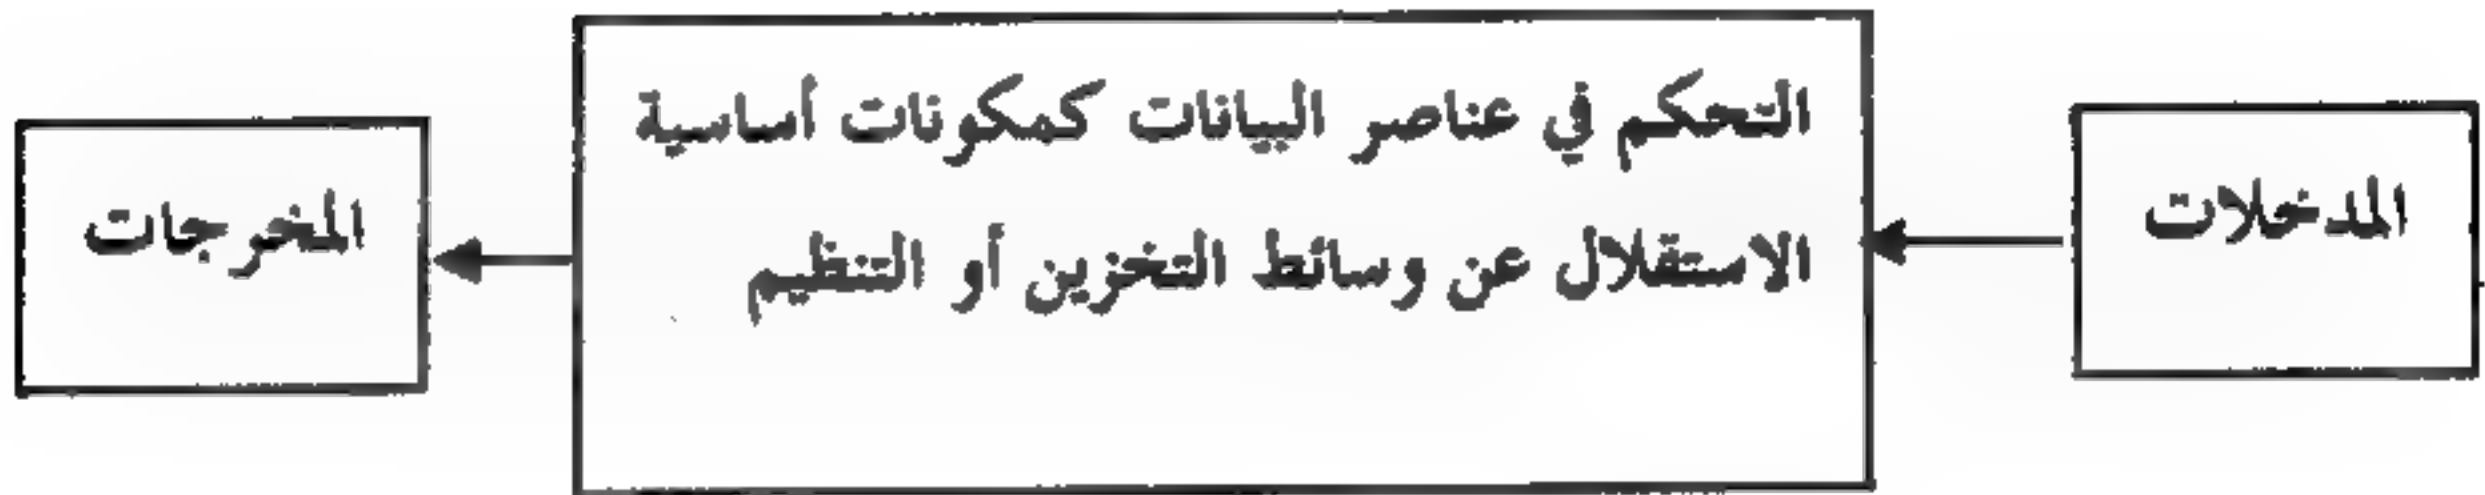 المدخلات
التحكم في عناصر البيانات كمكونات أساسية
الاستقلال عن وسائط التخزين أو التنظيم
المخرجات